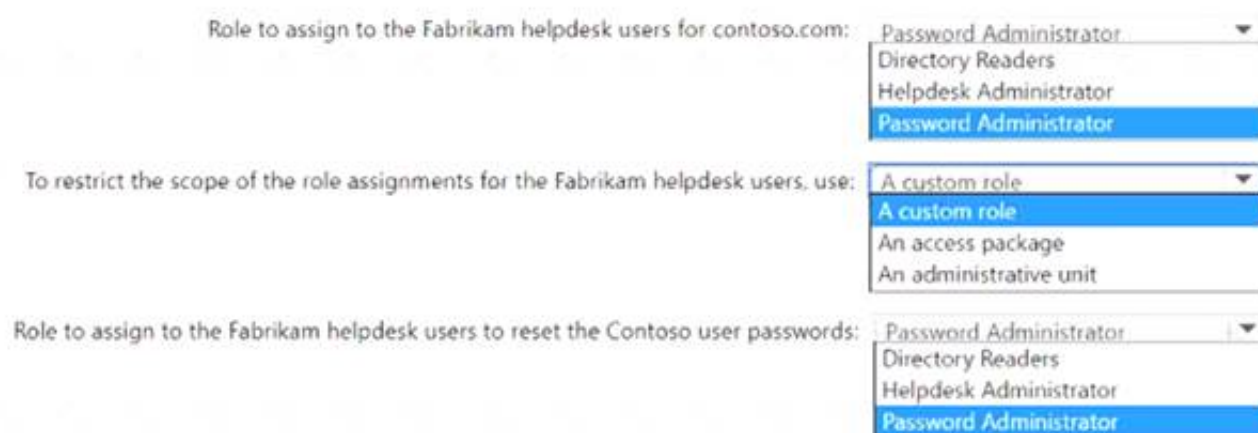 Role to assign to the Fabrikam helpdesk users for contoso.com: Password Administrator
Directory Readers
Helpdesk Administrator
Password Administrator
To restrict the scope of the role assignments for the Fabrikam helpdesk users, use: A custom role
A custom role
An access package
An administrative unit
Role to assign to the Fabrikam helpdesk users to reset the Contoso user passwords: Password Administrator
Directory Readers
Helpdesk Administrator
Password Administrator